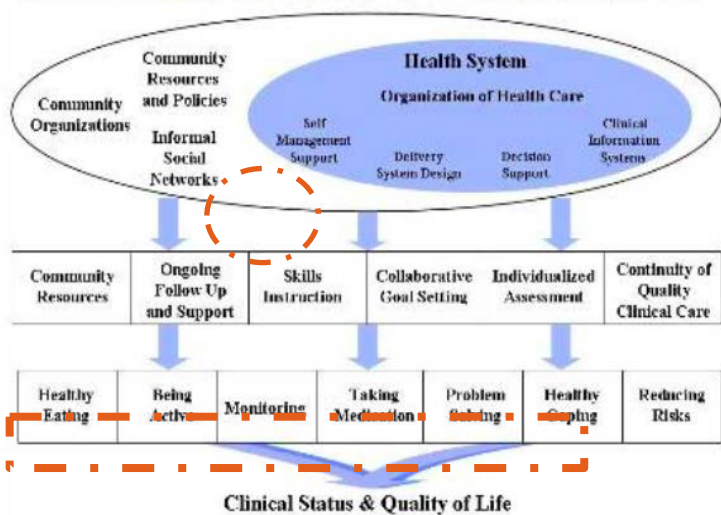 Community
Resources
and Policies
Community
Organizations
Informal
Social
Networks
Health System
Organization of Health Care
Self
Management
Support
Delivery
System Design
Decision
Support
Clinical
Information
Systems
Community
Resources
Ongoing
Follow Up
and Support
Skills
Instruction
Collaborative
Goal Setting
Individualized
Assessment
Continuity of
Quality
Clinical Care
Healthy
Eating
Being
Active
Monitoring
Taking
Medication
Problem
Solving
Healthy
Coping
Reducing
Risks
Clinical Status & Quality of Life